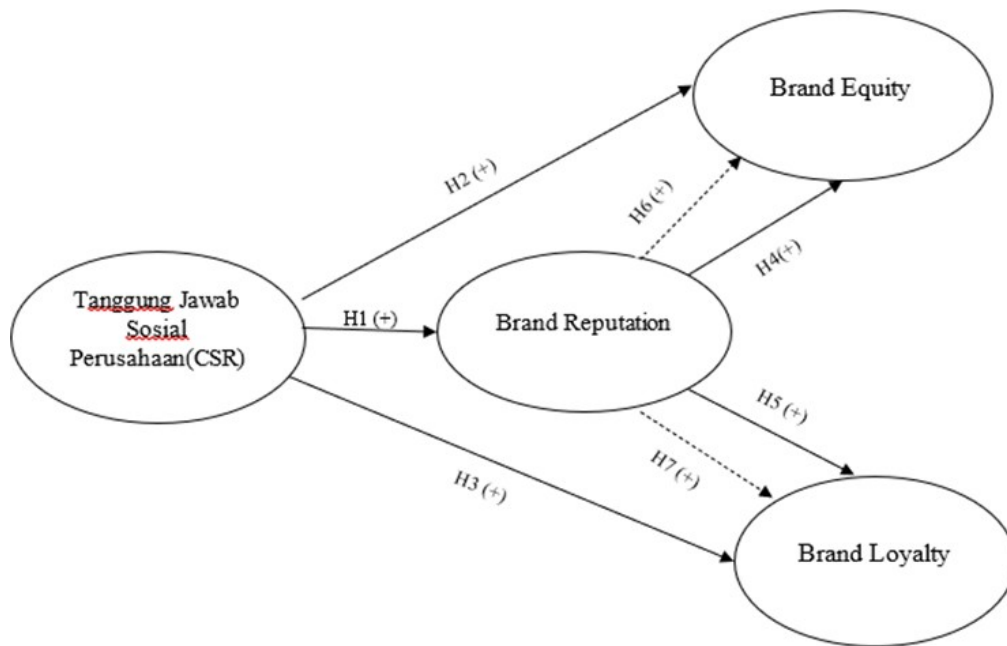 Brand Equity
H2 (+)
H6 (+)
H4(+)
Tanggung Jawab
Sosial
Perusahaan(CSR)
H1 (+)
Brand Reputation
H5 (+)
H7 (+)
H3 (+)
Brand Loyalty